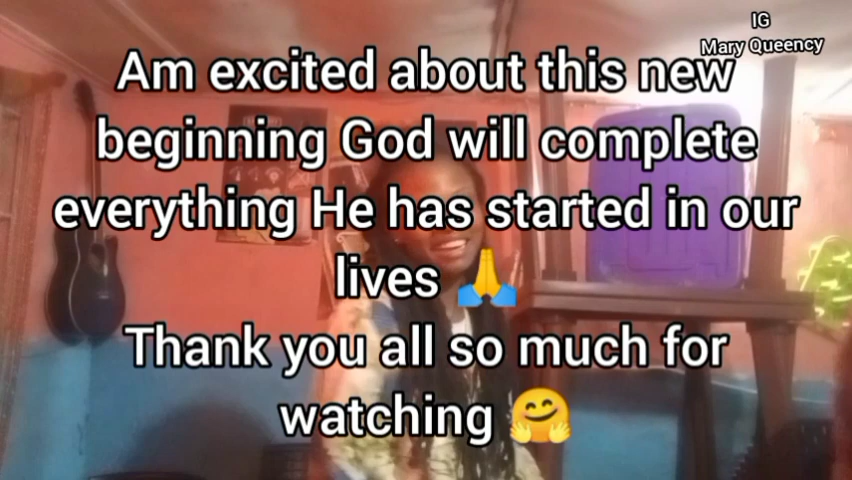 IG
Mary Queency
Am excited about this new
beginning God will complete
everything He has started in our
lives 🙏
Thank you all so much for
watching 🤗